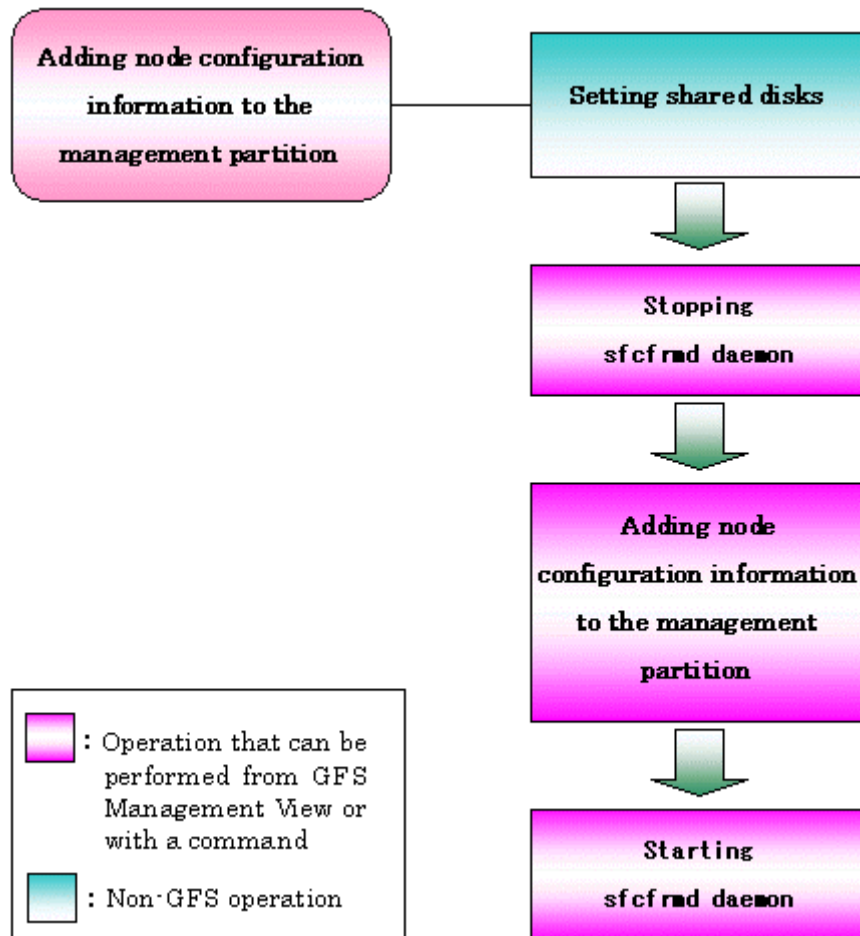 Adding node configuration
information to the
management partition
Setting shared disks
Stopping
sfcfrmd daemon
Adding node
configuration information
to the management
partition
Starting
sfcfrmd daemon
: Operation that can be
performed from GFS
Management View or
with a command
: Non-GFS operation